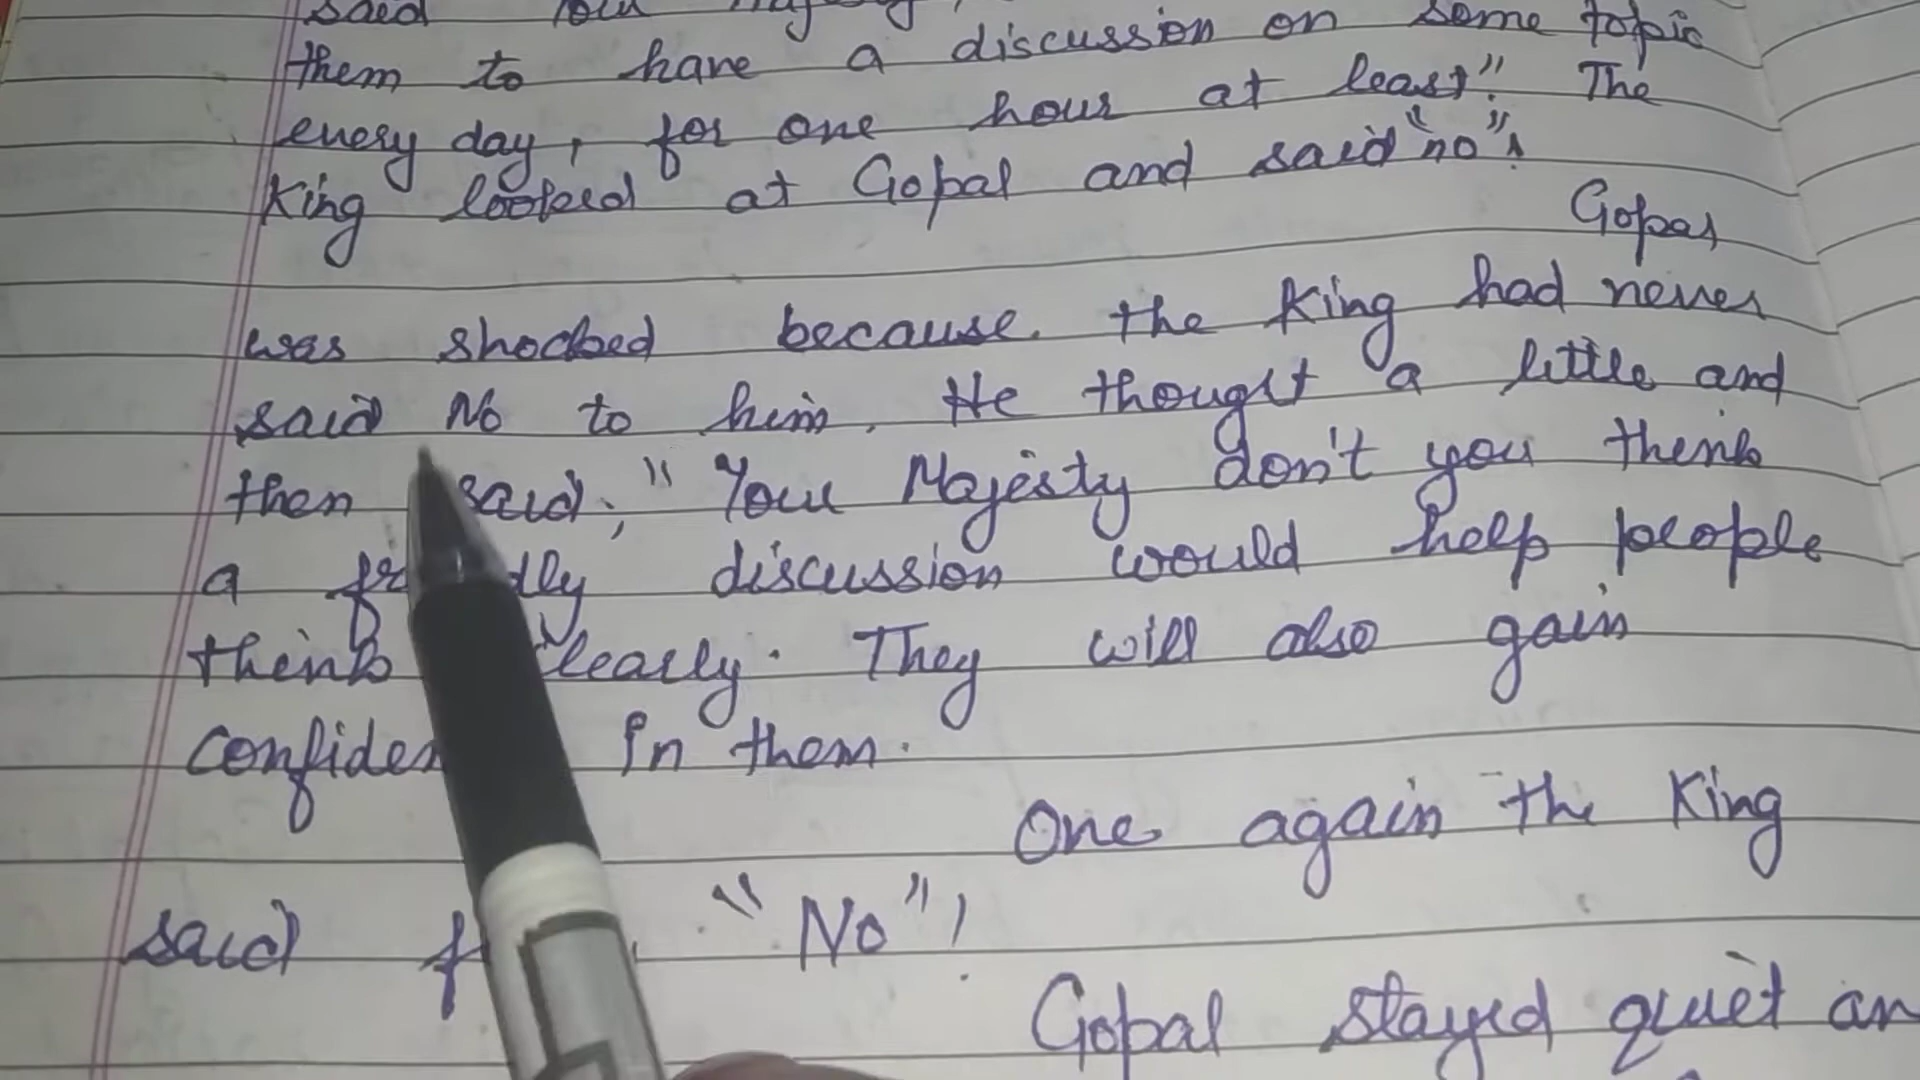 said Your Majesty
them to have a discussion on some topic
every day, for one hour at least". The
King looked at Gopal and said "no".
Gopal
was shocked because. the King had never
said No to him. He thought a little and
then said, "Your Majesty don't you think
a discussion would help people
think They will also gain
in them.
One again the King
said "No"!
Gopal stayed quiet